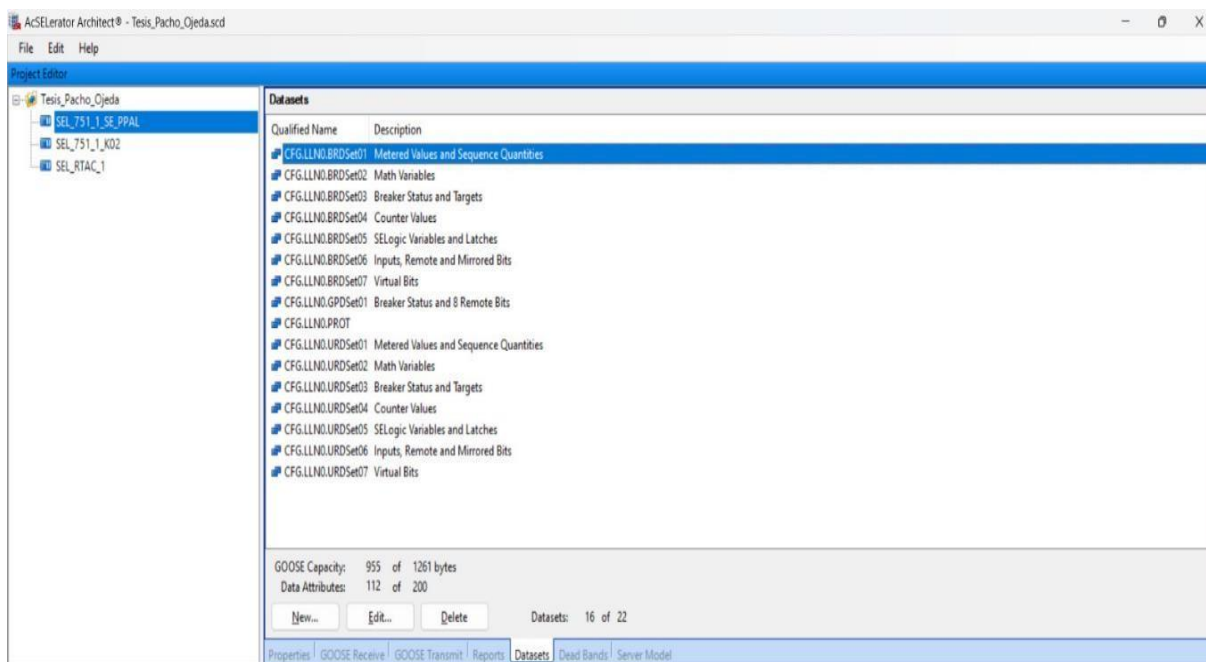 AcSELerator Architect® - Tesis_Pacho_Ojeda.scd
File Edit Help
Project Editor
Tesis_Pacho_Ojeda
SEL_751_1_SE_PPAL
SEL_751_1_K02
SEL_RTAC_1
Datasets
Qualified Name Description
CFG.LLN0.BRDSet01 Metered Values and Sequence Quantities
CFG.LLN0.BRDSet02 Math Variables
CFG.LLN0.BRDSet03 Breaker Status and Targets
CFG.LLN0.BRDSet04 Counter Values
CFG.LLN0.BRDSet05 SELogic Variables and Latches
CFG.LLN0.BRDSet06 Inputs, Remote and Mirrored Bits
CFG.LLN0.BRDSet07 Virtual Bits
CFG.LLN0.GPDSet01 Breaker Status and 8 Remote Bits
CFG.LLN0.PROT
CFG.LLN0.URDSet01 Metered Values and Sequence Quantities
CFG.LLN0.URDSet02 Math Variables
CFG.LLN0.URDSet03 Breaker Status and Targets
CFG.LLN0.URDSet04 Counter Values
CFG.LLN0.URDSet05 SELogic Variables and Latches
CFG.LLN0.URDSet06 Inputs, Remote and Mirrored Bits
CFG.LLN0.URDSet07 Virtual Bits
GOOSE Capacity: 955 of 1261 bytes
Data Attributes: 112 of 200
New... Edit... Delete Datasets: 16 of 22
Properties GOOSE Receive GOOSE Transmit Reports Datasets Dead Bands Server Model